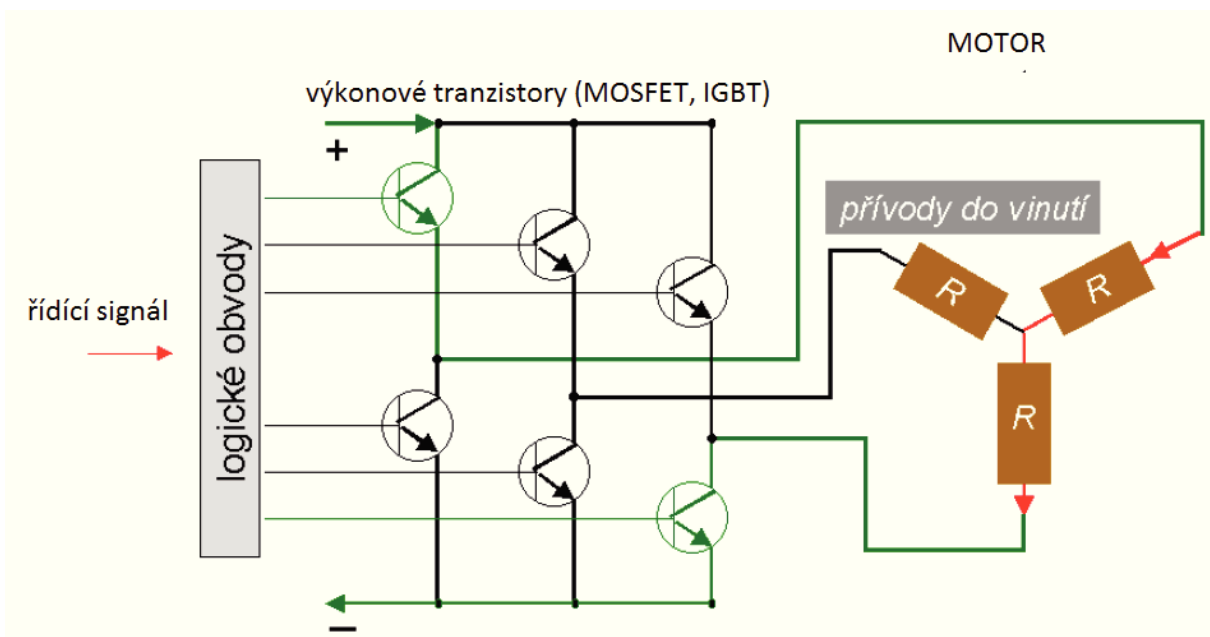 MOTOR
výkonové tranzistory (MOSFET, IGBT)
+
přívody do vinutí
R
R
řídící signál
logické obvody
R
−